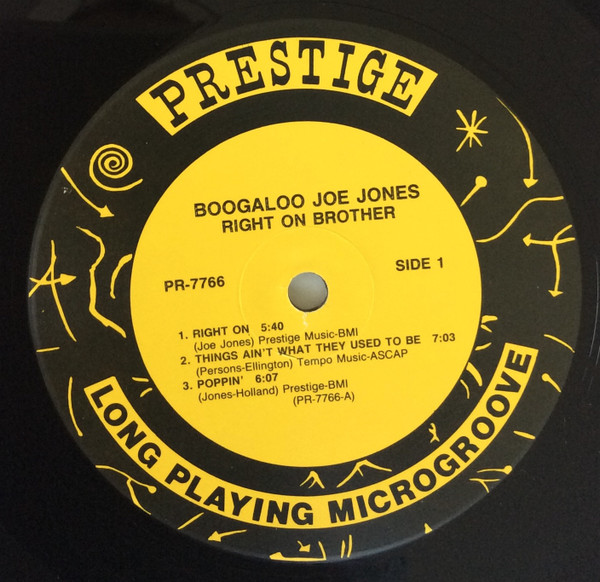 PRESTIGE
BOOGALOO JOE JONES
RIGHT ON BROTHER
PR-7766
SIDE 1
1. RIGHT ON 5:40
(Joe Jones) Prestige Music-BMI
2. THINGS AIN'T WHAT THEY USED TO BE 7:03
(Persons-Ellington) Tempo Music-ASCAP
3. POPPIN' 6:07
(Jones-Holland) Prestige-BMI
(PR-7766-A)
LONG PLAYING MICROGROOVE